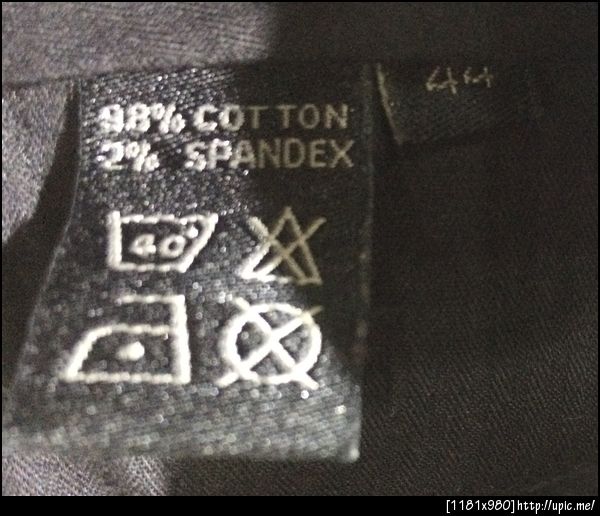 44
98% COTTON
2% SPANDEX
40°
[1181x980]http://upic.me/